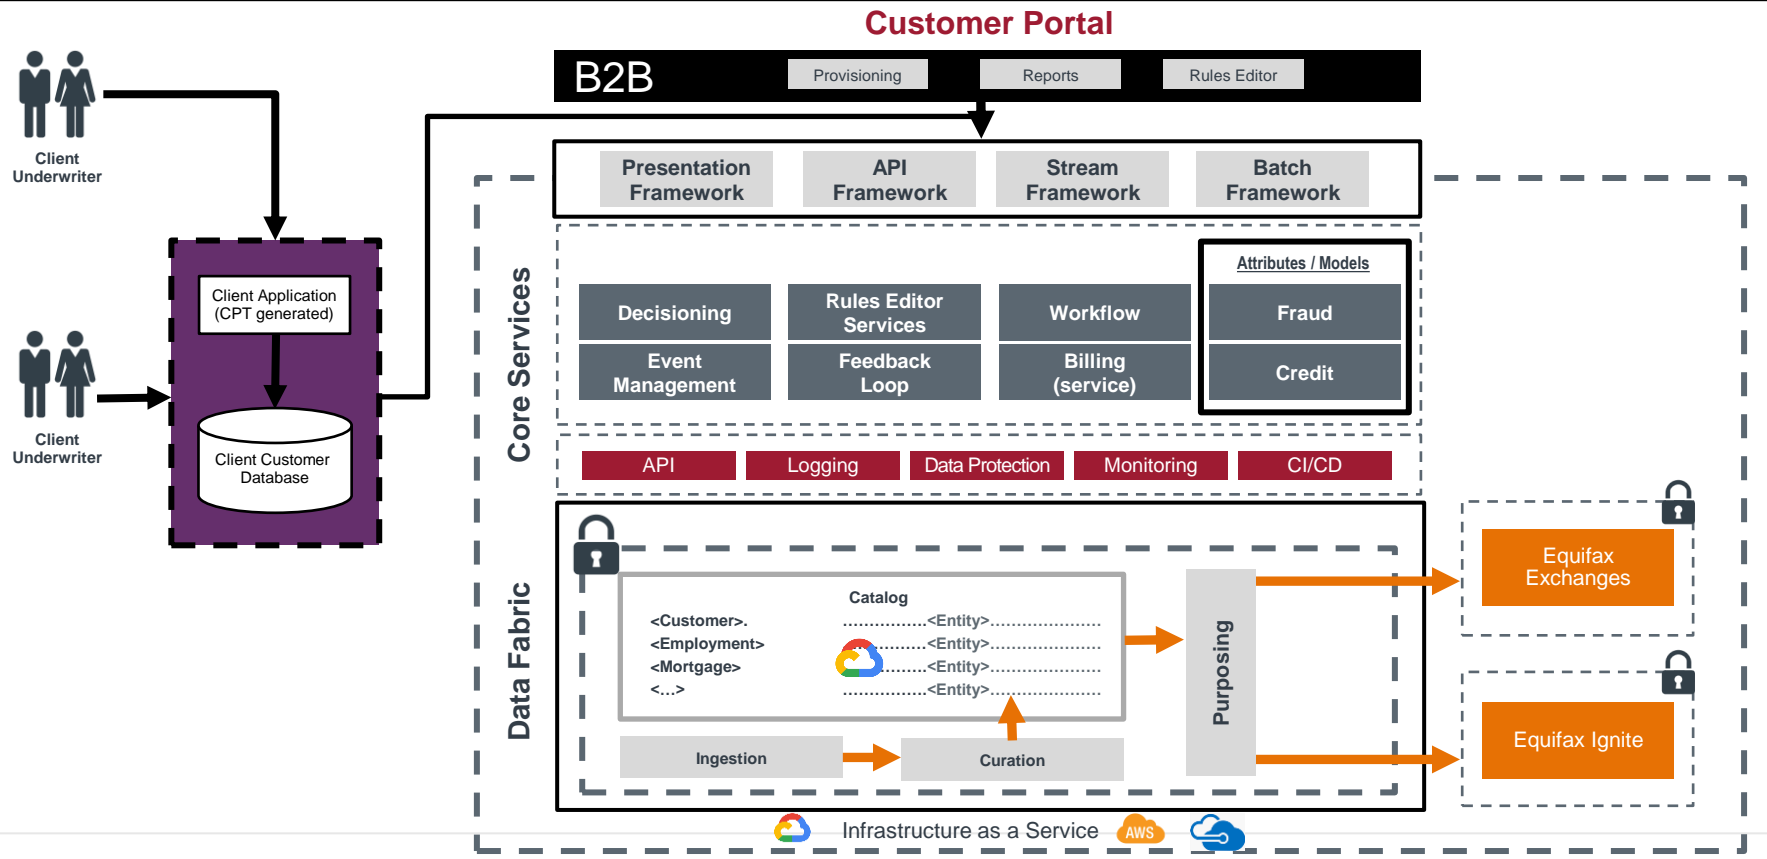 Customer Portal
B2B
Provisioning
Reports
Rules Editor
Client
Underwriter
Presentation
Framework
API
Framework
Stream
Framework
Batch
Framework
Client Application
(CPT generated)
Client Customer
Database
Client
Underwriter
Core Services
Attributes / Models
Decisioning
Rules Editor
Services
Workflow
Fraud
Event
Management
Feedback
Loop
Billing
(service)
Credit
API
Logging
Data Protection
Monitoring
CI/CD
Data Fabric
Catalog
<Customer>.
................<Entity>.....................
<Employment>
................<Entity>.....................
<Mortgage>
................<Entity>.....................
<...>
................<Entity>.....................
Ingestion
Curation
Purposing
Equifax
Exchanges
Equifax Ignite
Infrastructure as a Service
AWS